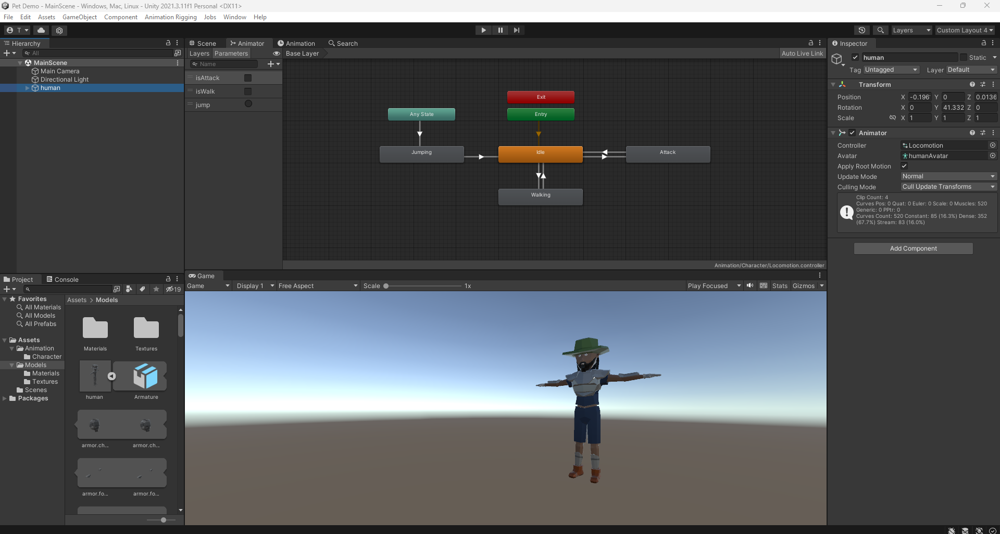 Pet Demo - MainScene - Windows, Mac, Linux - Unity 2021.3.11f1 Personal <DX11>
File Edit Assets GameObject Component Animation Rigging Jobs Window Help
T
Layers
Custom Layout 4
Hierarchy
All
MainScene
Main Camera
Directional Light
human
Scene Animator Animation Search
Layers Parameters
Base Layer
Auto Live Link
Name
isAttack
isWalk
jump
Exit
Any State
Entry
Jumping
Idle
Attack
Walking
Animation/Character/Locomotion.controller
Inspector
human
Static
Tag Untagged Layer Default
Transform
Position X -0.196 Y 0 Z 0.0136
Rotation X 0 Y 41.332 Z 0
Scale X 1 Y 1 Z 1
Animator
Controller Locomotion
Avatar humanAvatar
Apply Root Motion
Update Mode Normal
Culling Mode Cull Update Transforms
Clip Count: 4
Curves Pos: 0 Quat: 0 Euler: 0 Scale: 0 Muscles: 520
Generic: 0 PPtr: 0
Curves Count: 520 Constant: 85 (16.3%) Dense: 352
(67.7%) Stream: 83 (16.0%)
Add Component
Project Console
19
Favorites
All Materials
All Models
All Prefabs
Assets
Animation
Character
Models
Materials
Textures
Scenes
Packages
Assets > Models
Materials Textures
human Armature
armor.ch... armor.ch...
armor.fo... armor.fo...
Game
Game Display 1 Free Aspect Scale 1x Play Focused Stats Gizmos